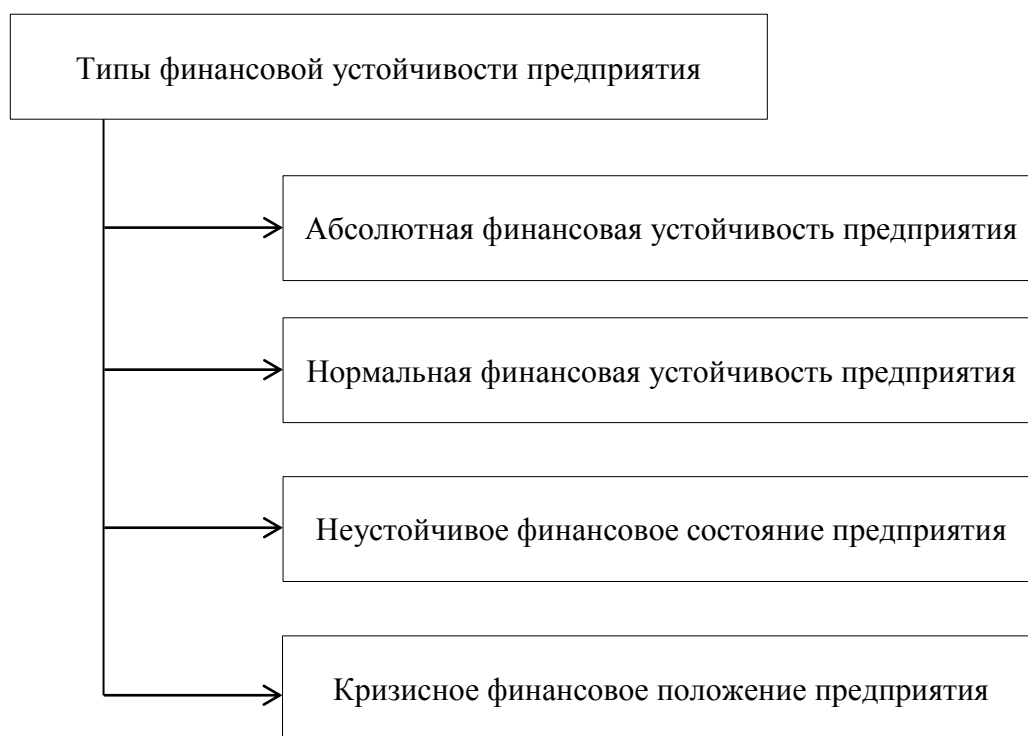 Типы финансовой устойчивости предприятия
Абсолютная финансовая устойчивость предприятия
Нормальная финансовая устойчивость предприятия
Неустойчивое финансовое состояние предприятия
Кризисное финансовое положение предприятия